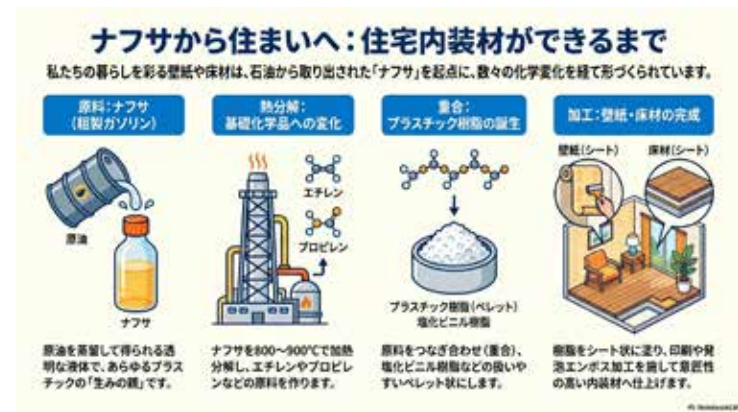 ナフサから住まいへ：住宅内装材ができるまで
私たちの暮らしを彩る壁紙や床材は、石油から取り出された「ナフサ」を起点に、数々の化学変化を経て形づくられています。
原料：ナフサ
（粗製ガソリン）
原油
ナフサ
原油を蒸留して得られる透
明な液体で、あらゆるプラス
チックの「生みの親」です。
熱分解：
基礎化学品への変化
エチレン
プロピレン
ナフサを800～900℃で加熱
分解し、エチレンやプロピレ
ンなどの原料を作ります。
重合：
プラスチック樹脂の誕生
プラスチック樹脂（ペレット）
塩化ビニル樹脂
原料をつなぎ合わせ（重合）、
塩化ビニル樹脂などの扱いや
すいペレット状にします。
加工：壁紙・床材の完成
壁紙（シート）
床材（シート）
樹脂をシート状に塗り、印刷や発
泡エンボス加工を施して意匠性
の高い内装材へ仕上げます。